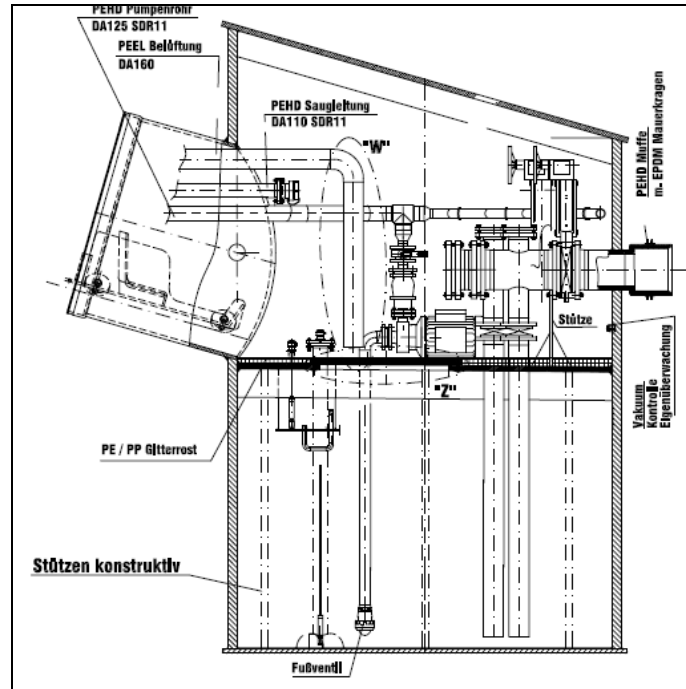 PEHD Pumpenrohr
DA125 SDR11
PEEL Belüftung
DA160
PEHD Saugleitung
DA110 SDR11
"W"
PEHD Muffe
m. EPDM Mauerkragen
Stütze
"Z"
Vakuum
Kontrolle
Eigenüberwachung
PE / PP Gitterrost
Stützen konstruktiv
Fußventil